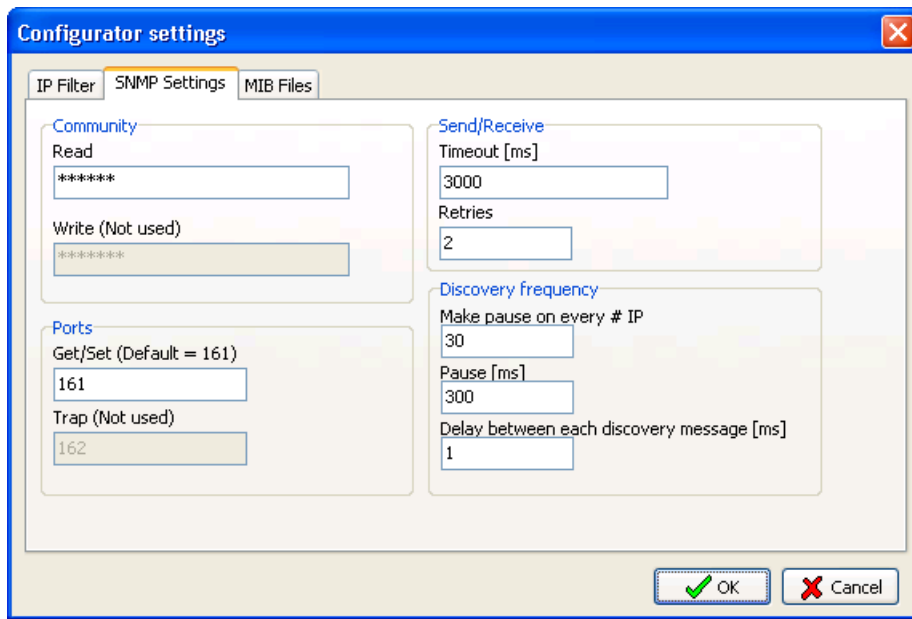 Configurator settings
IP Filter SNMP Settings MIB Files
Community
Read
******
Write (Not used)
*******
Ports
Get/Set (Default = 161)
161
Trap (Not used)
162
Send/Receive
Timeout [ms]
3000
Retries
2
Discovery frequency
Make pause on every # IP
30
Pause [ms]
300
Delay between each discovery message [ms]
1
OK Cancel